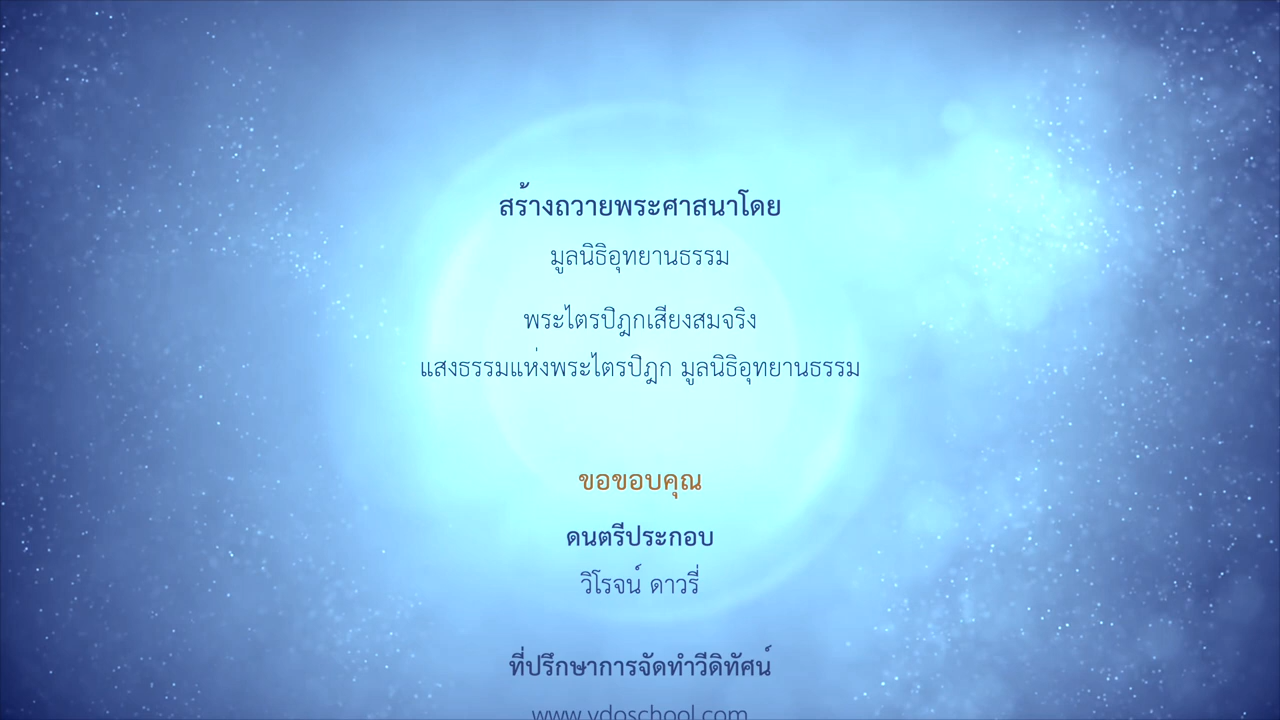 สร้างถวายพระศาสนาโดย
มูลนิธิอุทยานธรรม
พระไตรปิฎกเสียงสมจริง
แสงธรรมแห่งพระไตรปิฎก มูลนิธิอุทยานธรรม
ขอขอบคุณ
ดนตรีประกอบ
วิโรจน์ ดาวรี่
ที่ปรึกษาการจัดทำวีดิทัศน์
www.vdoschool.com